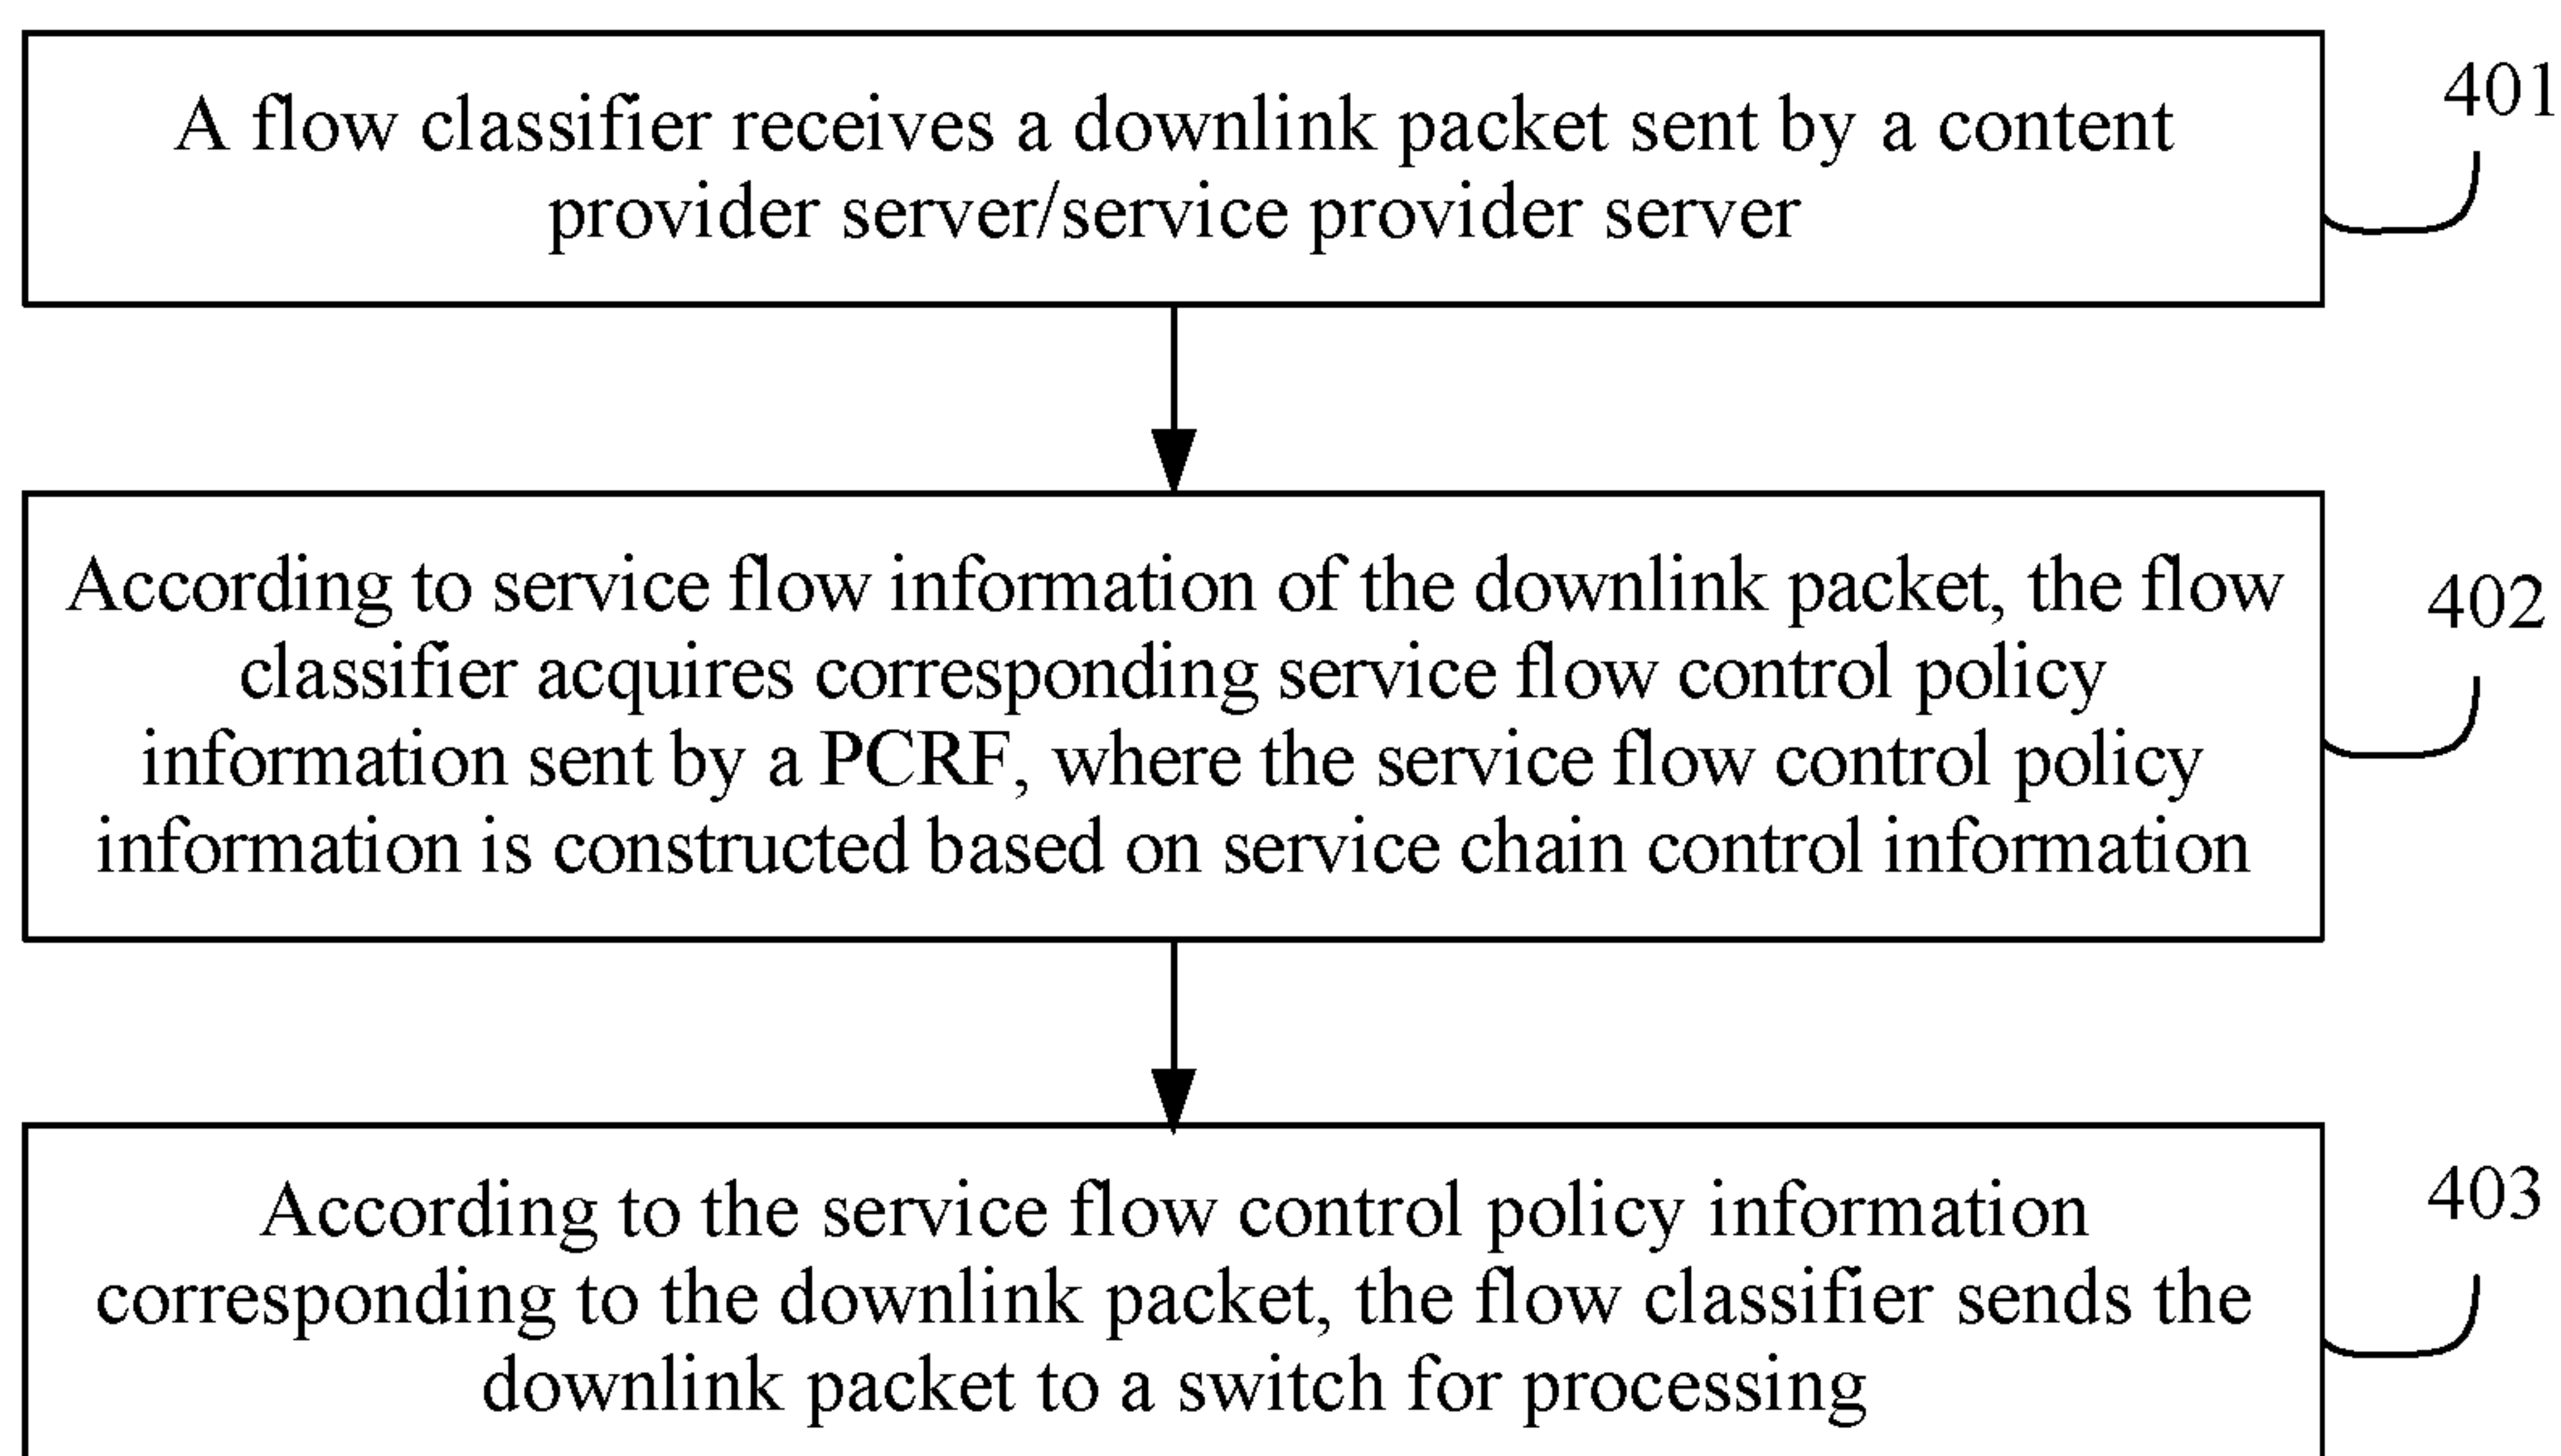 A flow classifier receives a downlink packet sent by a content
provider server/service provider server
401
According to service flow information of the downlink packet, the flow
classifier acquires corresponding service flow control policy
information sent by a PCRF, where the service flow control policy
information is constructed based on service chain control information
402
According to the service flow control policy information
corresponding to the downlink packet, the flow classifier sends the
downlink packet to a switch for processing
403